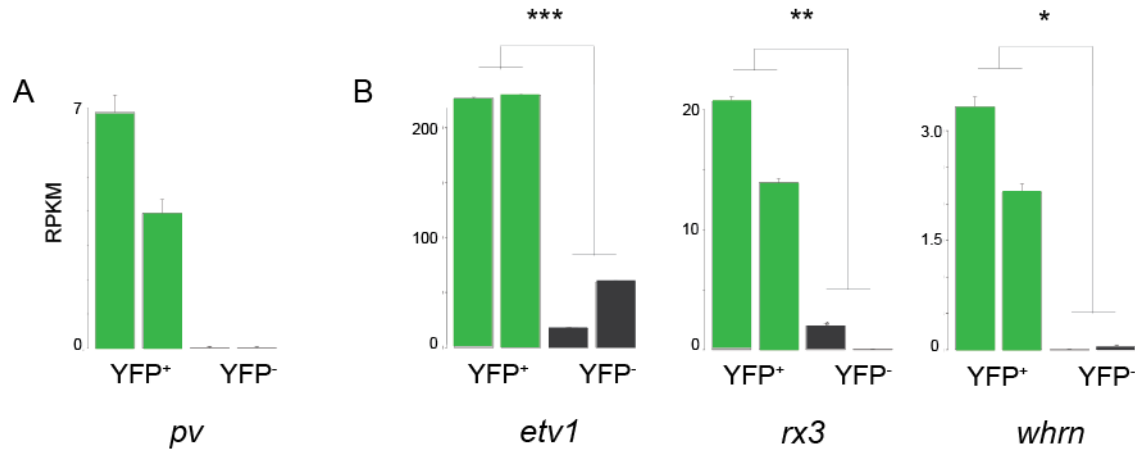 A
7
RPKM
0
YFP⁺ YFP⁻
pv
B
***
200
100
0
YFP⁺ YFP⁻
etv1
**
20
10
0
YFP⁺ YFP⁻
rx3
*
3.0
1.5
0
YFP⁺ YFP⁻
whrn